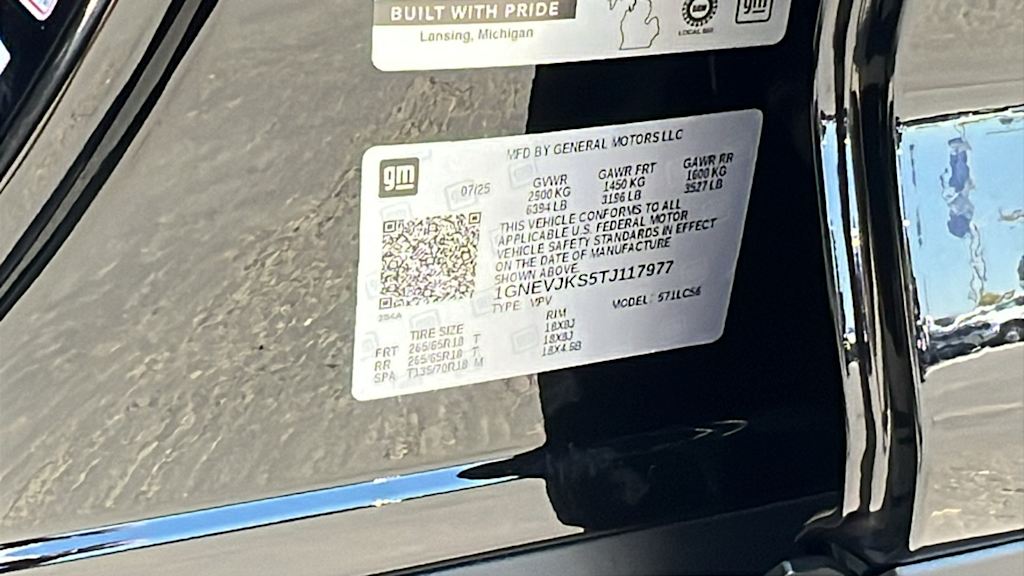 BUILT WITH PRIDE
Lansing, Michigan
gm
MFD BY GENERAL MOTORS LLC
gm
07/25
GVWR GAWR FRT GAWR RR
2900 KG 1450 KG 1600 KG
6394 LB 3196 LB 3527 LB
THIS VEHICLE CONFORMS TO ALL
APPLICABLE U.S. FEDERAL MOTOR
VEHICLE SAFETY STANDARDS IN EFFECT
ON THE DATE OF MANUFACTURE
SHOWN ABOVE
1GNEVJKS5TJ117977
TYPE: MPV MODEL: 571LC56
TIRE SIZE RIM
FRT 265/65R18 T 18X8J
RR 265/65R18 T 18X8J
SPA T135/70R18 M 18X4.5B